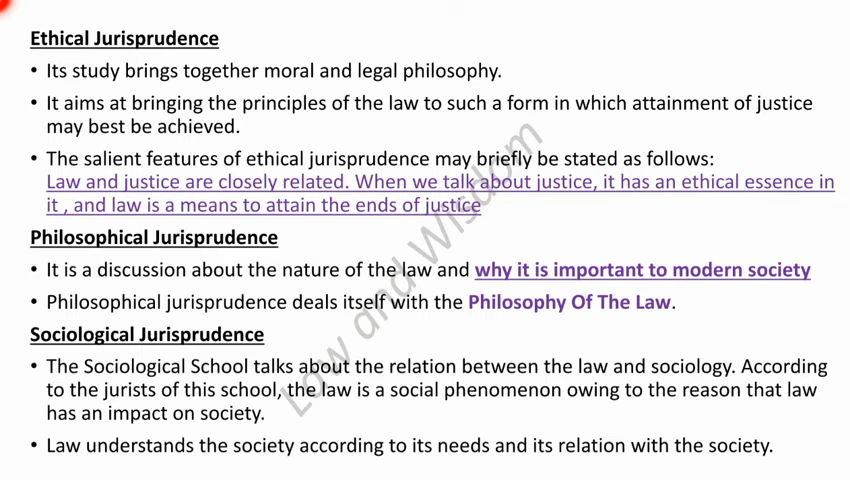 Ethical Jurisprudence
• Its study brings together moral and legal philosophy.
• It aims at bringing the principles of the law to such a form in which attainment of justice
may best be achieved.
• The salient features of ethical jurisprudence may briefly be stated as follows:
Law and justice are closely related. When we talk about justice, it has an ethical essence in
it , and law is a means to attain the ends of justice
Philosophical Jurisprudence
• It is a discussion about the nature of the law and why it is important to modern society
• Philosophical jurisprudence deals itself with the Philosophy Of The Law.
Sociological Jurisprudence
• The Sociological School talks about the relation between the law and sociology. According
to the jurists of this school, the law is a social phenomenon owing to the reason that law
has an impact on society.
• Law understands the society according to its needs and its relation with the society.
Law and Wisdom